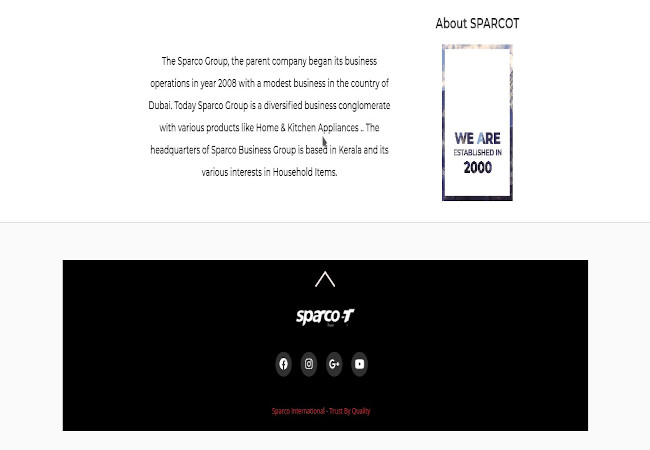 About SPARCOT
The Sparco Group, the parent company began its business
operations in year 2008 with a modest business in the country of
Dubai. Today Sparco Group is a diversified business conglomerate
with various products like Home & Kitchen Appliances .. The
headquarters of Sparco Business Group is based in Kerala and its
various interests in Household Items.
WE ARE
ESTABLISHED IN
2000
sparco-T
Sparco International - Trust By Quality